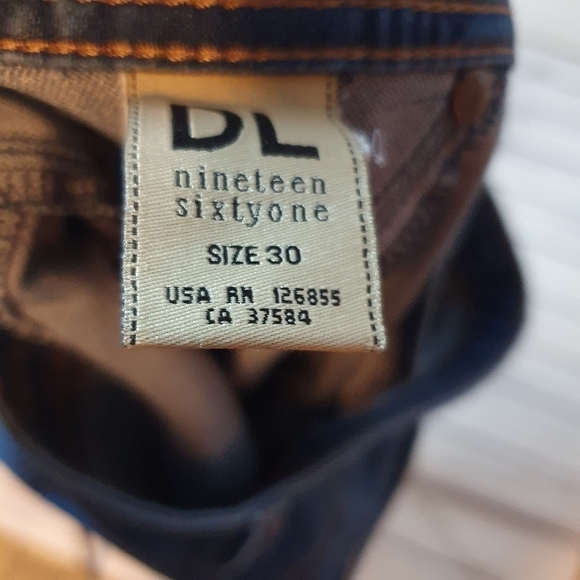 DL
nineteen
sixtyone
SIZE 30
USA RN 126855
CA 37584